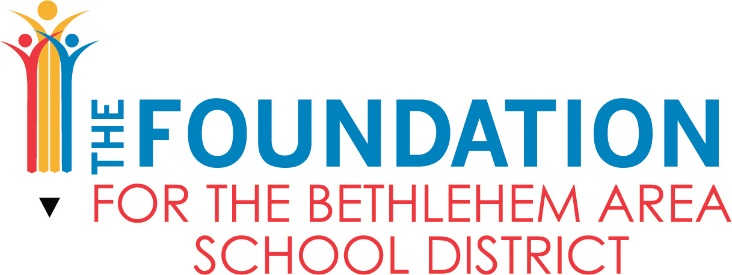 THE FOUNDATION
FOR THE BETHLEHEM AREA
SCHOOL DISTRICT